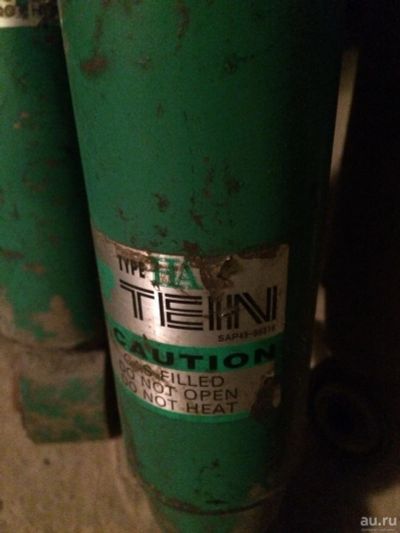 TYPE HA
TEIN
CAUTION
GAS FILLED
DO NOT OPEN
DO NOT HEAT
au.ru